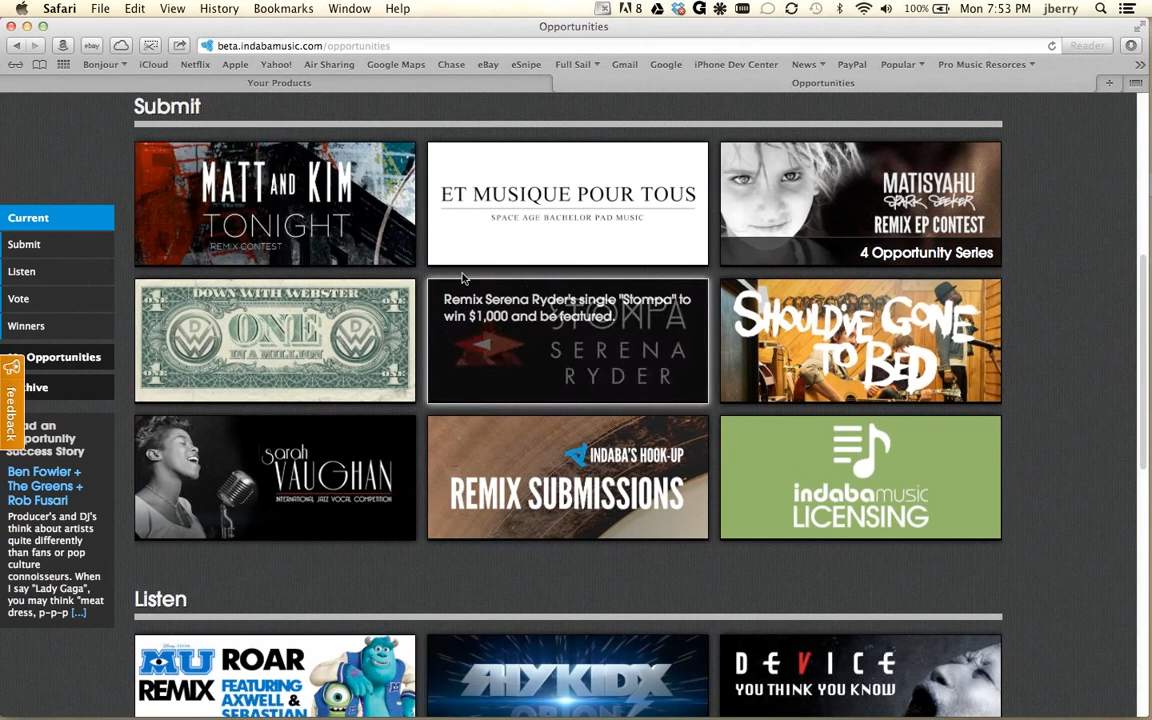 Safari File Edit View History Bookmarks Window Help
8
100%
Mon 7:53 PM
jberry
Opportunities
ebay
beta.indabamusic.com/opportunities
Reader
Bonjour iCloud Netflix Apple Air Sharing Google Maps Chase eBay eSnipe Full Sail Gmail Google iPhone Dev Center News PayPal Popular Pro Music Resorces
Yahoo!
Your Products
Opportunities
Submit
MATT AND KIM
TONIGHT
REMIX CONTEST
ET MUSIQUE POUR TOUS
SPACE AGE BACHELOR PAD MUSIC
MATISYAHU
SPARK SEEKER
REMIX EP CONTEST
4 Opportunity Series
Current
Submit
Listen
Vote
Winners
Opportunities
hive
feedback
ad an
Opportunity
Success Story
Ben Fowler +
The Greens +
Rob Fusari
Producer's and DJ's
think about artists
quite differently
than fans or pop
culture
connoisseurs. When
I say "Lady Gaga",
you may think "meat
dress, p-p-p [...]
DOWN WITH WEBSTER
ONE
IN A MILLION
Remix Serena Ryder's single "Stompa" to
win $1,000 and be featured.
STOMPA
SERENA
RYDER
SHOULD'VE GONE
TO BED
Sarah
VAUGHAN
INTERNATIONAL JAZZ VOCAL COMPETITION
INDABA'S HOOK-UP
REMIX SUBMISSIONS
indabamusic
LICENSING
Listen
MU ROAR
REMIX FEATURING
AXWELL &
SEBASTIAN
DEVICE
YOU THINK YOU KNOW